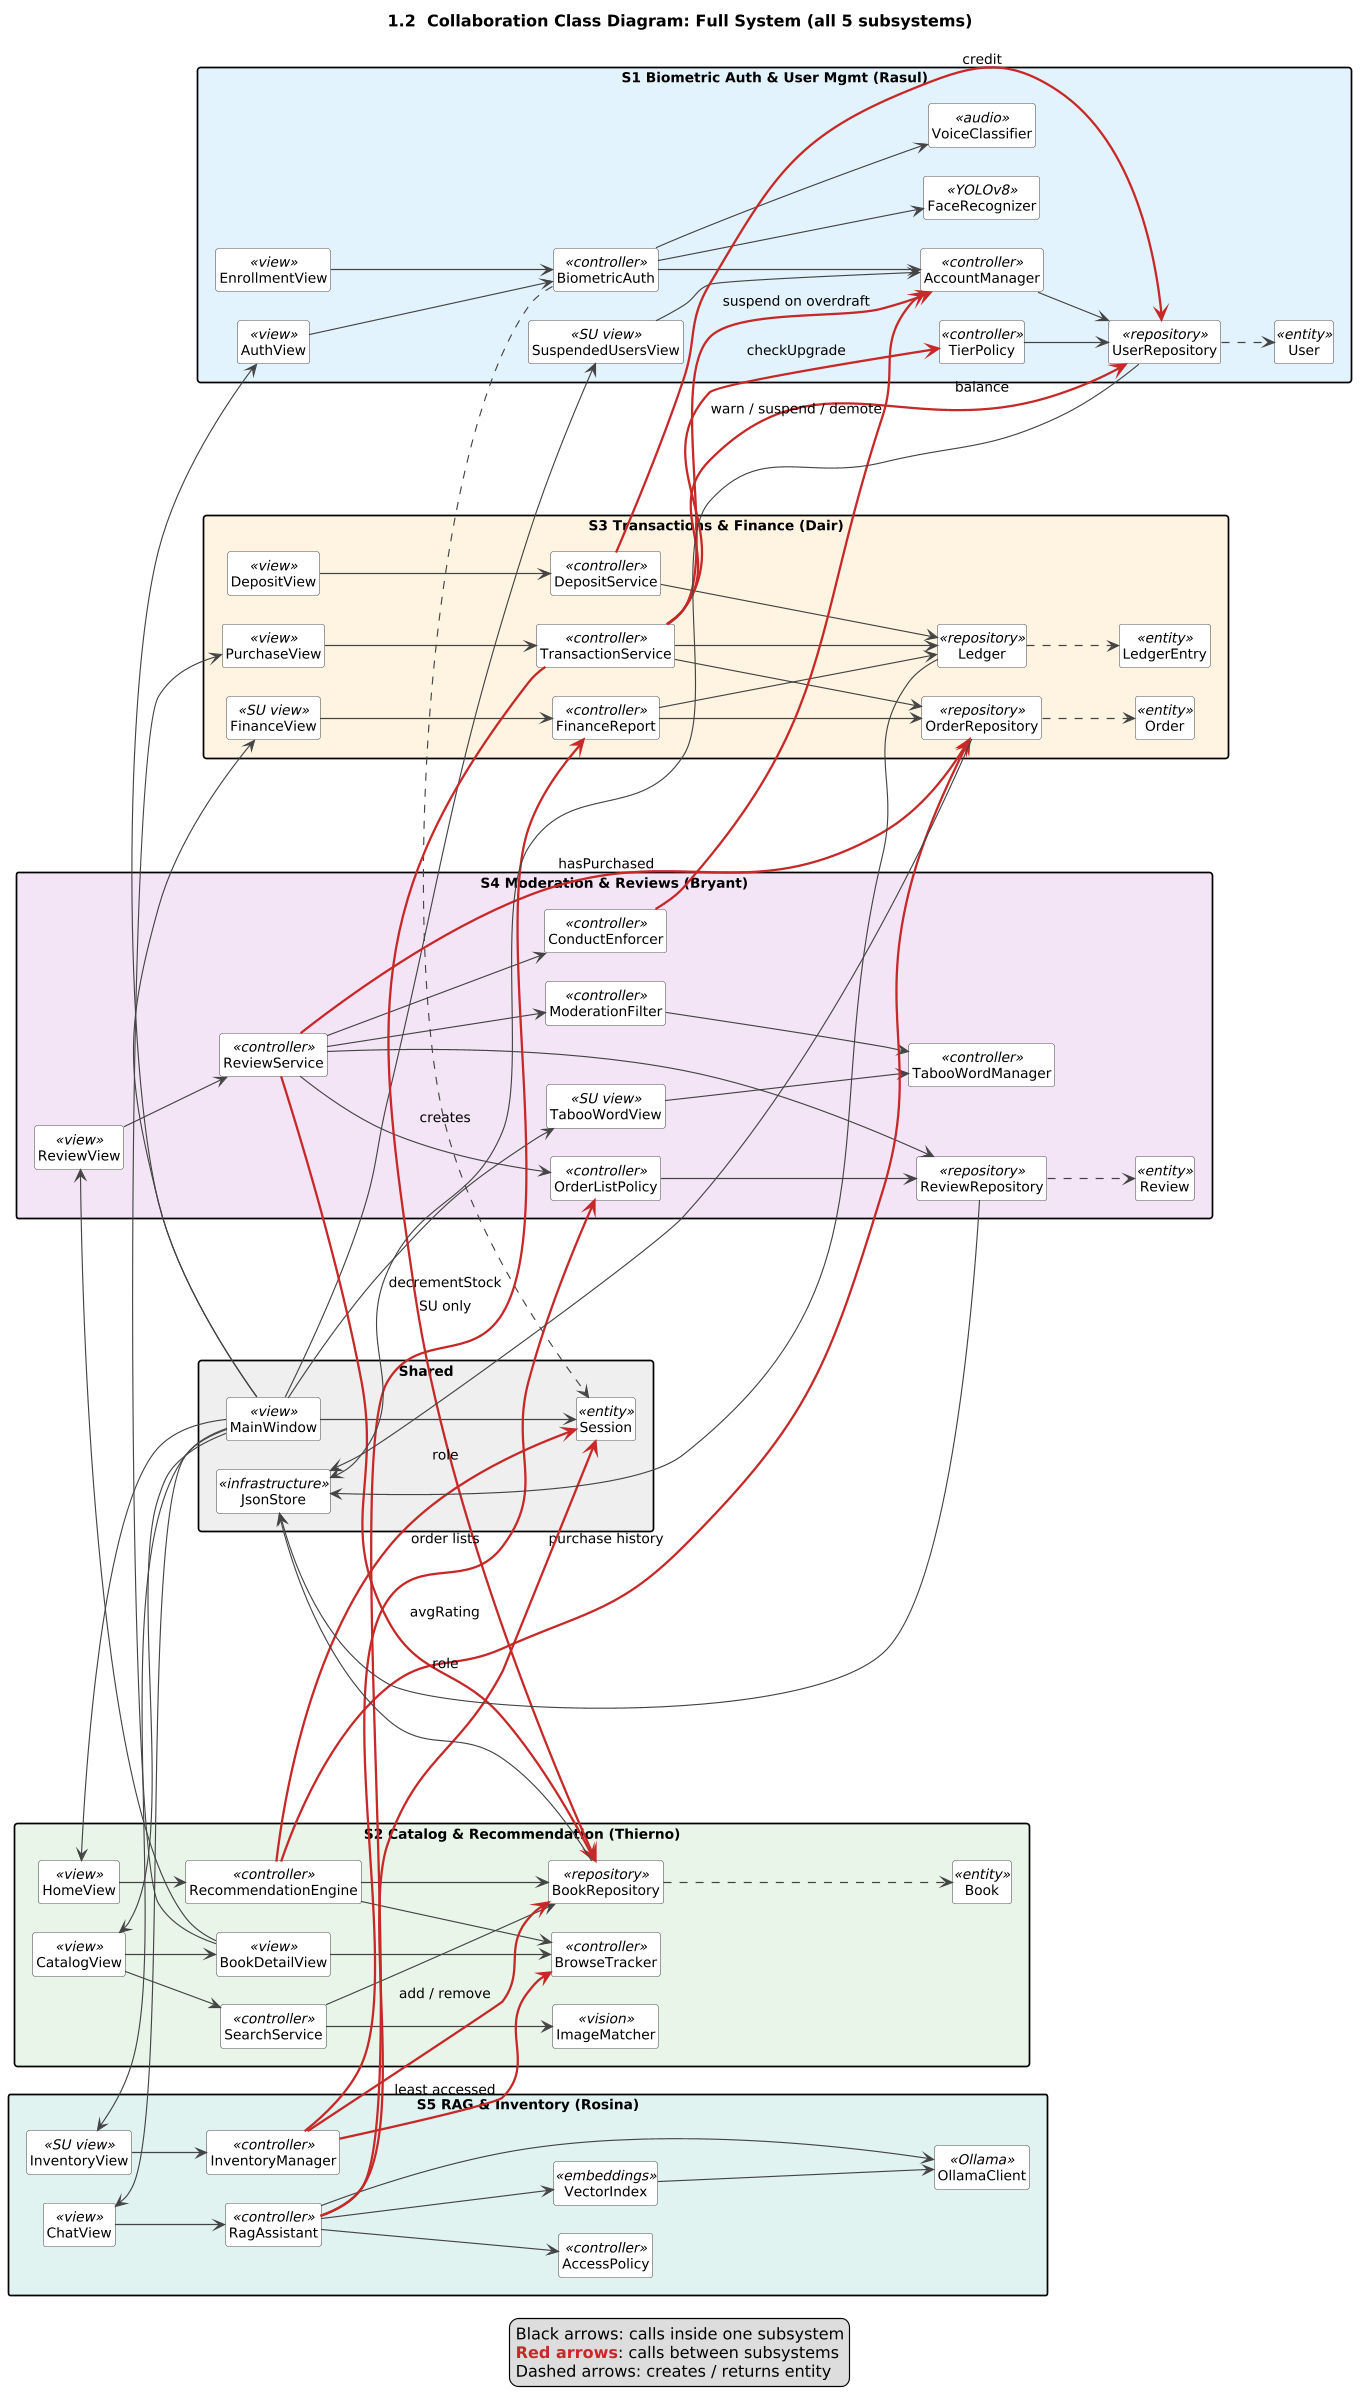 1.2  Collaboration Class Diagram: Full System (all 5 subsystems)
credit
S1 Biometric Auth & User Mgmt (Rasul)
«audio»
VoiceClassifier
«YOLOv8»
FaceRecognizer
«view»
EnrollmentView
«controller»
BiometricAuth
«controller»
AccountManager
suspend on overdraft
«view»
AuthView
«SU view»
SuspendedUsersView
checkUpgrade
«controller»
TierPolicy
«repository»
UserRepository
«entity»
User
balance
warn / suspend / demote
S3 Transactions & Finance (Dair)
«view»
DepositView
«controller»
DepositService
«view»
PurchaseView
«controller»
TransactionService
«repository»
Ledger
«entity»
LedgerEntry
«SU view»
FinanceView
«controller»
FinanceReport
«repository»
OrderRepository
«entity»
Order
hasPurchased
S4 Moderation & Reviews (Bryant)
«controller»
ConductEnforcer
«controller»
ModerationFilter
«controller»
ReviewService
«controller»
TabooWordManager
«SU view»
TabooWordView
creates
«view»
ReviewView
«controller»
OrderListPolicy
«repository»
ReviewRepository
«entity»
Review
decrementStock
SU only
Shared
«view»
MainWindow
«entity»
Session
role
«infrastructure»
JsonStore
order lists
purchase history
avgRating
role
S2 Catalog & Recommendation (Thierno)
«view»
HomeView
«controller»
RecommendationEngine
«repository»
BookRepository
«entity»
Book
«view»
CatalogView
«view»
BookDetailView
«controller»
BrowseTracker
add / remove
«controller»
SearchService
«vision»
ImageMatcher
least accessed
S5 RAG & Inventory (Rosina)
«SU view»
InventoryView
«controller»
InventoryManager
«embeddings»
VectorIndex
«Ollama»
OllamaClient
«view»
ChatView
«controller»
RagAssistant
«controller»
AccessPolicy
Black arrows: calls inside one subsystem
Red arrows: calls between subsystems
Dashed arrows: creates / returns entity